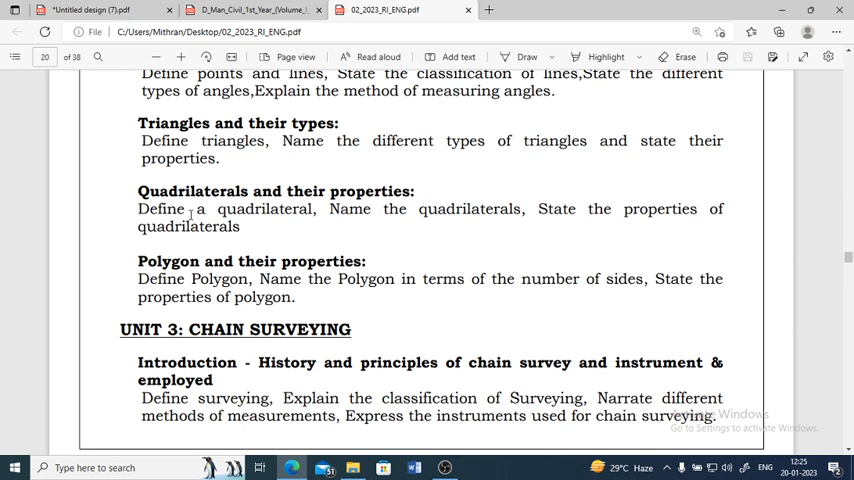 *Untitled design (7).pdf
D_Man_Civil_1st_Year_(Volume_I_
02_2023_RI_ENG.pdf
File
C:/Users/Mithran/Desktop/02_2023_RI_ENG.pdf
20 of 38
Page view
Read aloud
Add text
Draw
Highlight
Erase
Define points and lines, State the classification of lines,State the different
types of angles,Explain the method of measuring angles.
Triangles and their types:
Define triangles, Name the different types of triangles and state their
properties.
Quadrilaterals and their properties:
Define a quadrilateral, Name the quadrilaterals, State the properties of
quadrilaterals
Polygon and their properties:
Define Polygon, Name the Polygon in terms of the number of sides, State the
properties of polygon.
UNIT 3: CHAIN SURVEYING
Introduction - History and principles of chain survey and instrument &
employed
Define surveying, Explain the classification of Surveying, Narrate different
methods of measurements, Express the instruments used for chain surveying.
Activate Windows
Go to Settings to activate Windows.
Type here to search
51
29°C Haze
ENG
12:25
20-01-2023
2